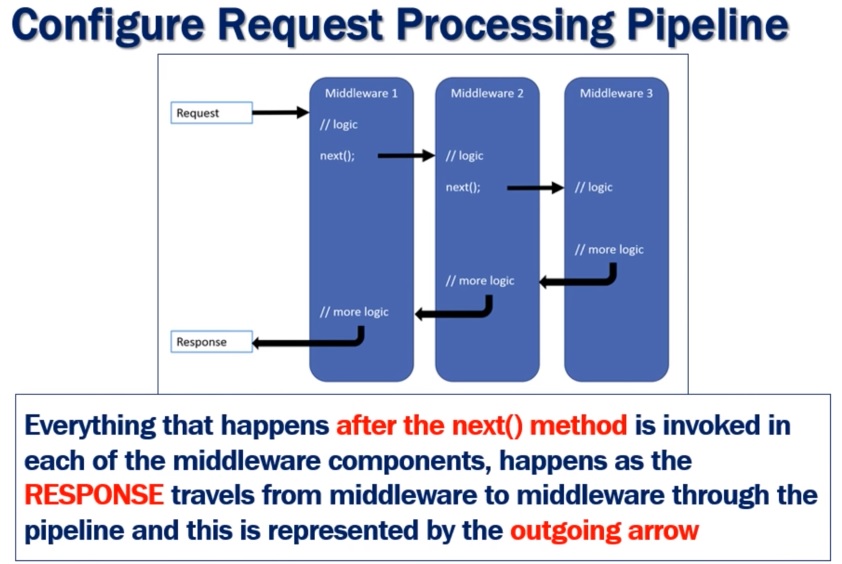 Configure Request Processing Pipeline
Middleware 1
Middleware 2
Middleware 3
Request
// logic
next();
// logic
next();
// logic
// more logic
// more logic
// more logic
Response
Everything that happens after the next() method is invoked in
each of the middleware components, happens as the
RESPONSE travels from middleware to middleware through the
pipeline and this is represented by the outgoing arrow